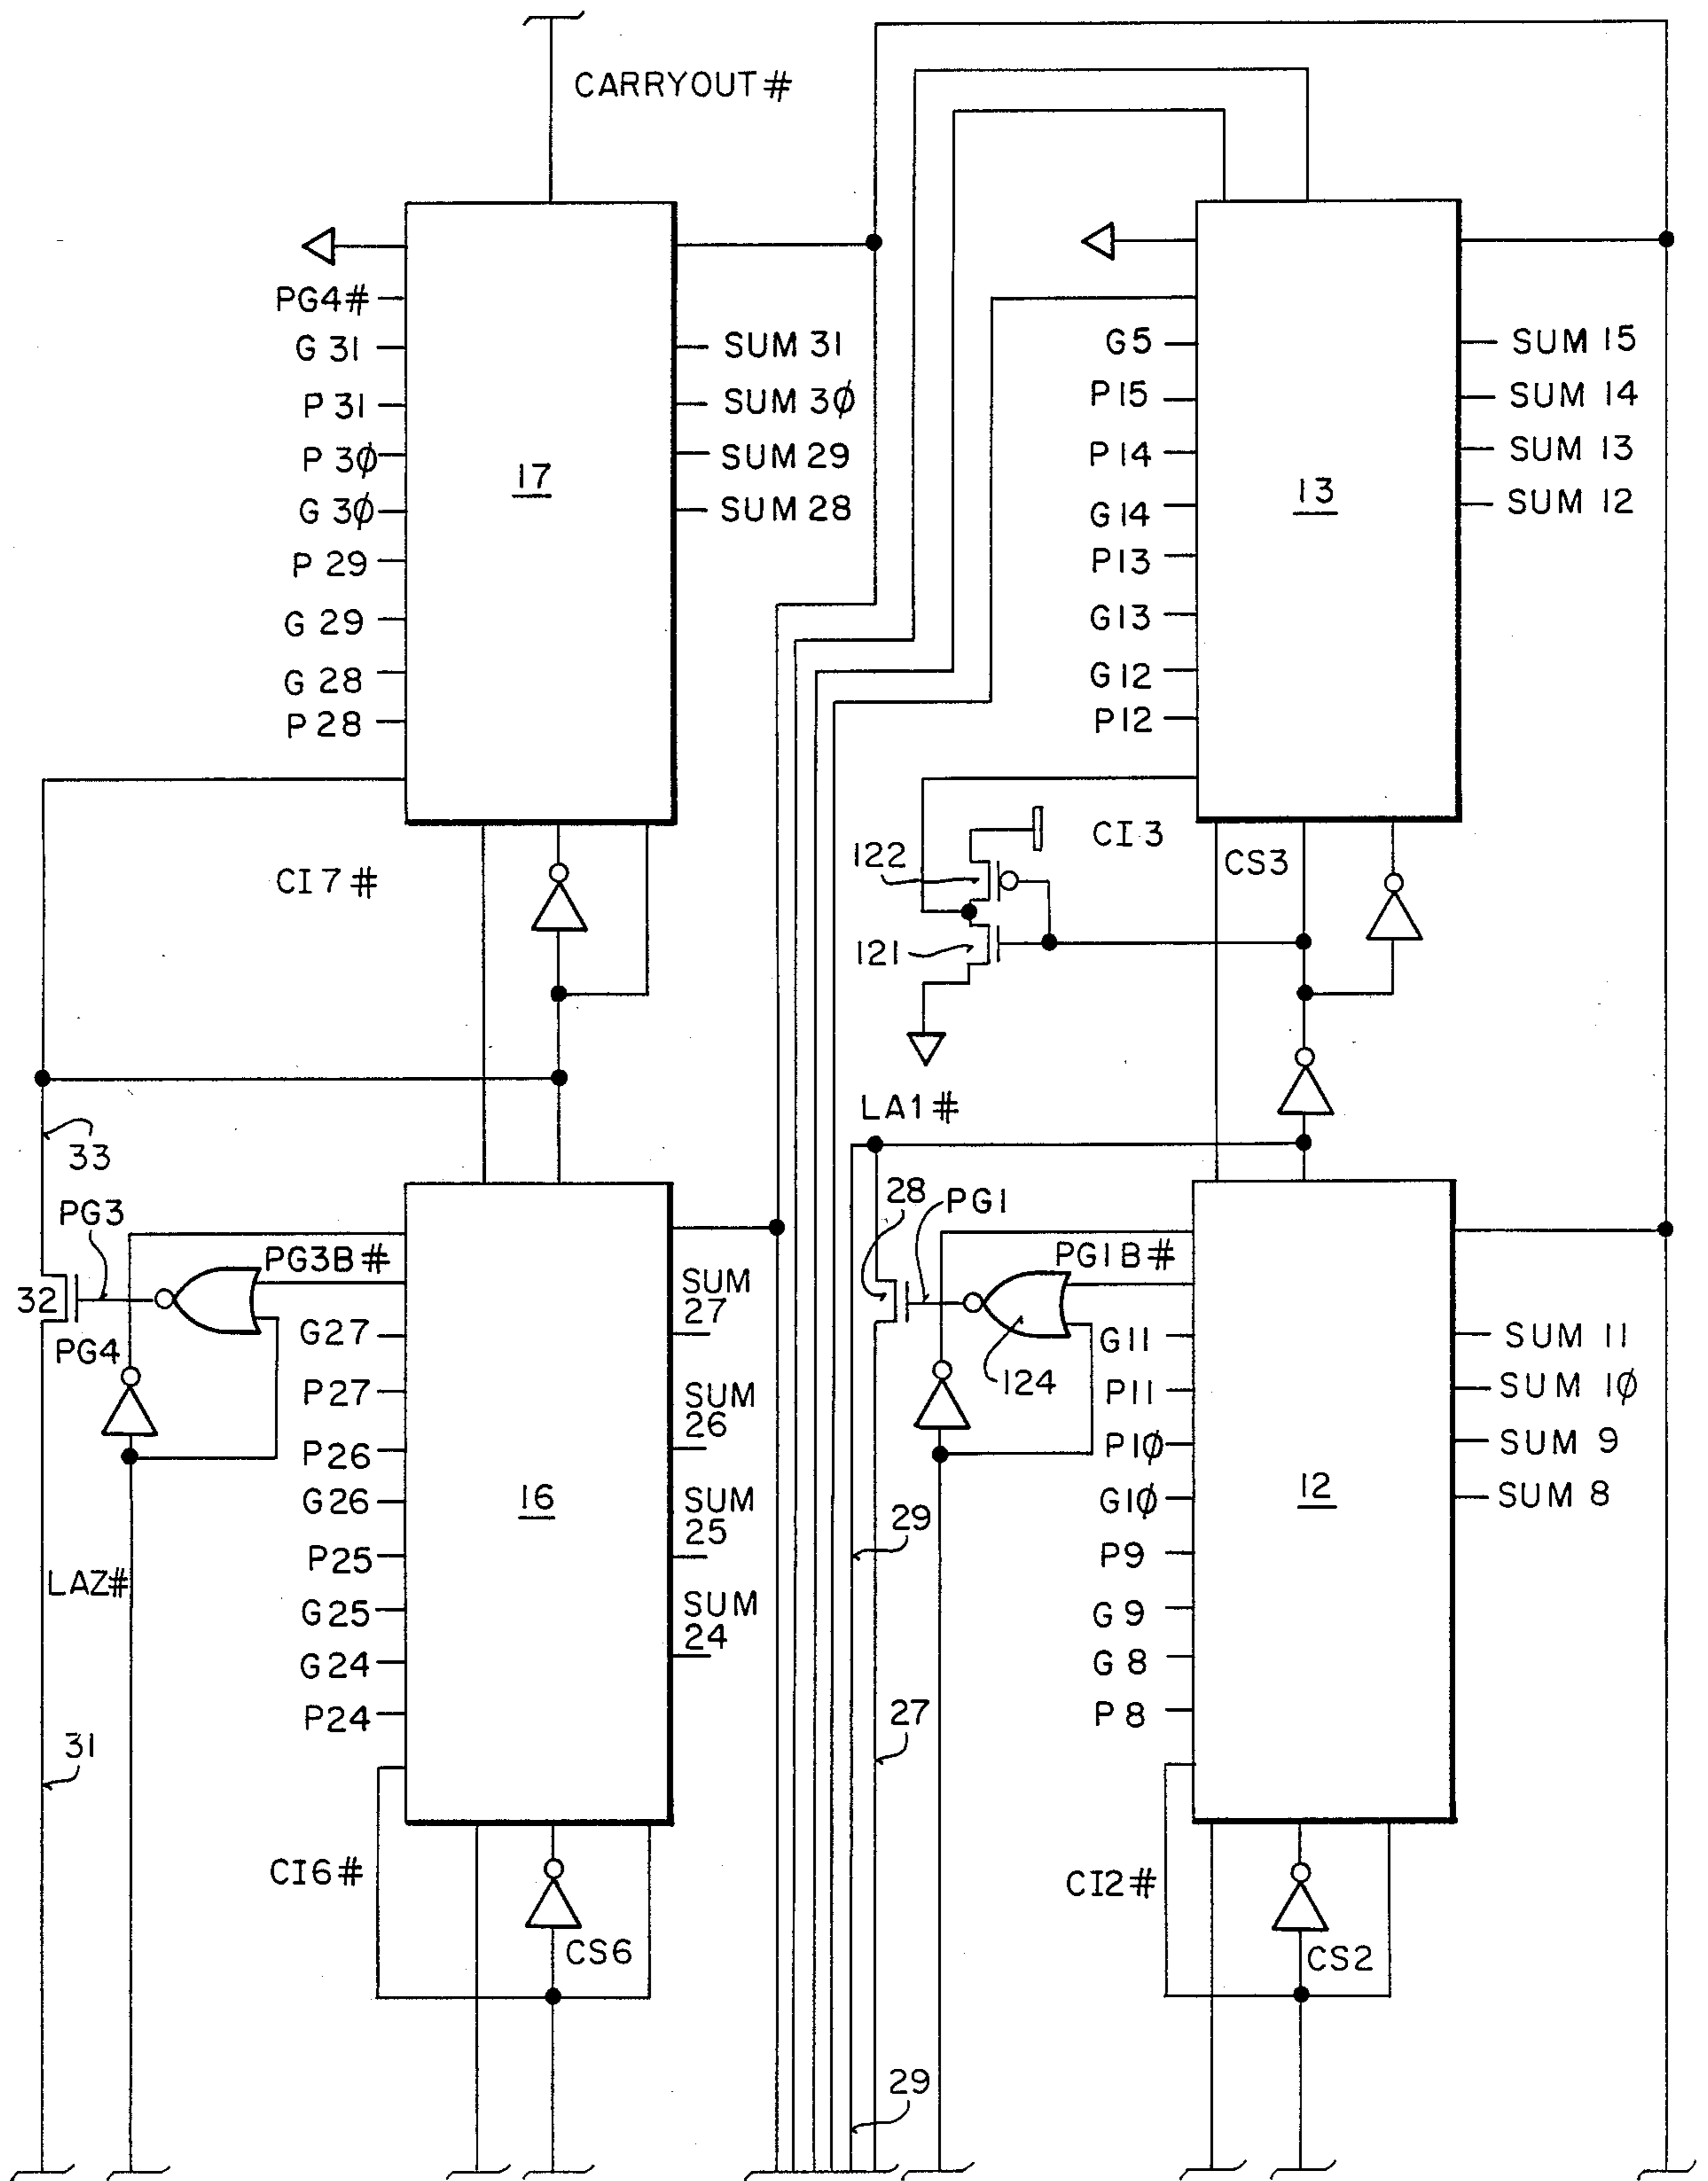 CARRYOUT#
PG4#
G 31
P 31
P 3Ø
G 3Ø
P 29
G 29
G 28
P 28
17
SUM 31
SUM 3Ø
SUM 29
SUM 28
CI7#
33
G5
P15
P14
G14
P13
G13
G12
P12
13
SUM 15
SUM 14
SUM 13
SUM 12
CI3
CS3
122
121
LA1#
PG3
PG3B#
32
PG4
G27
P27
P26
G26
P25
G25
G24
P24
16
SUM
27
SUM
26
SUM
25
SUM
24
LAZ#
31
CI6#
CS6
28
PG1
PG1B#
124
G11
P11
P1Ø
G1Ø
P9
G9
G8
P8
12
SUM 11
SUM 1Ø
SUM 9
SUM 8
29
27
CI2#
CS2
29